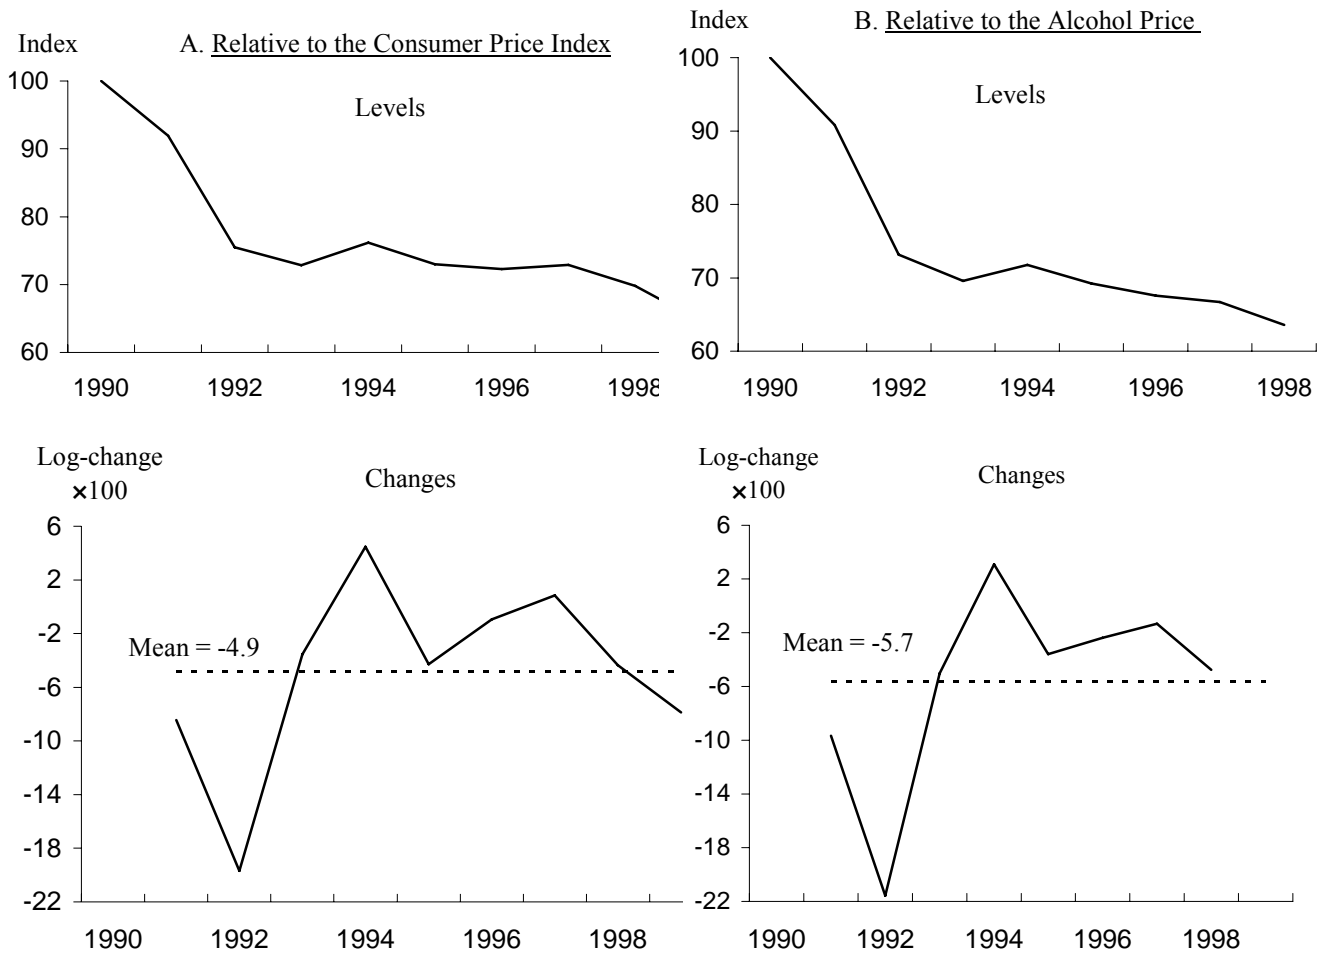 Index
A. Relative to the Consumer Price Index
Levels
100
90
80
70
60
1990 1992 1994 1996 1998
Index
B. Relative to the Alcohol Price
Levels
100
90
80
70
60
1990 1992 1994 1996 1998
Log-change
×100
Changes
6
2
-2
Mean = -4.9
-6
-10
-14
-18
-22
1990 1992 1994 1996 1998
Log-change
×100
Changes
6
2
-2
Mean = -5.7
-6
-10
-14
-18
-22
1990 1992 1994 1996 1998